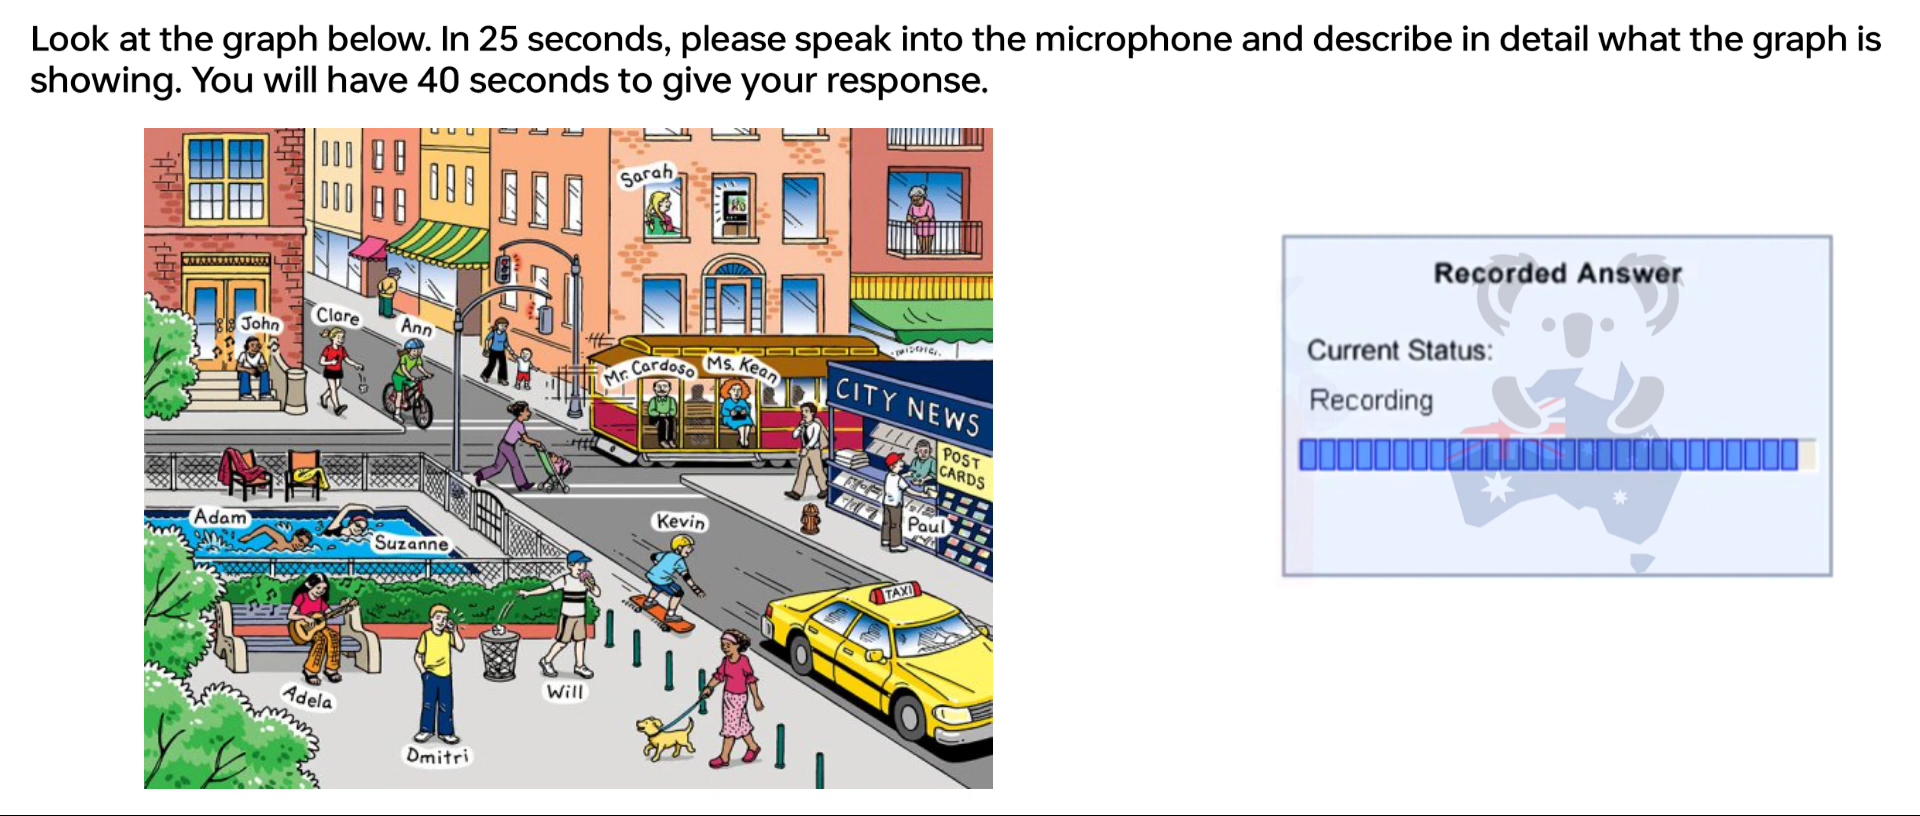 Look at the graph below. In 25 seconds, please speak into the microphone and describe in detail what the graph is
showing. You will have 40 seconds to give your response.
Sarah
John
Clare
Ann
Mr. Cardoso
Ms. Kean
CITY NEWS
POST
CARDS
Adam
Suzanne
Kevin
Paul
TAXI
Adela
Will
Dmitri
Recorded Answer
Current Status:
Recording